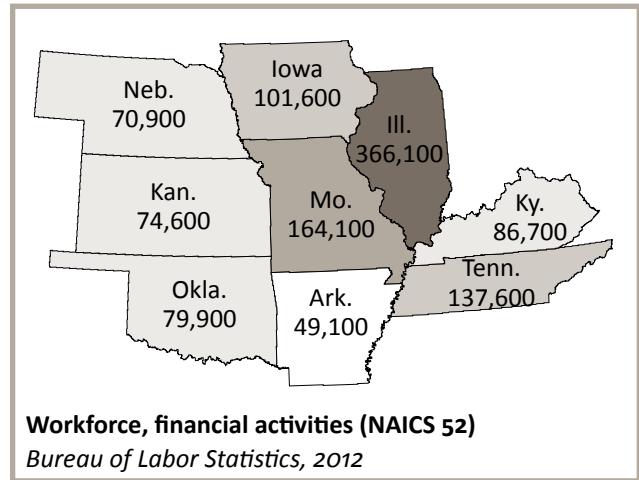 Neb.
70,900
Iowa
101,600
Ill.
366,100
Kan.
74,600
Mo.
164,100
Ky.
86,700
Okla.
79,900
Ark.
49,100
Tenn.
137,600
Workforce, financial activities (NAICS 52)
Bureau of Labor Statistics, 2012